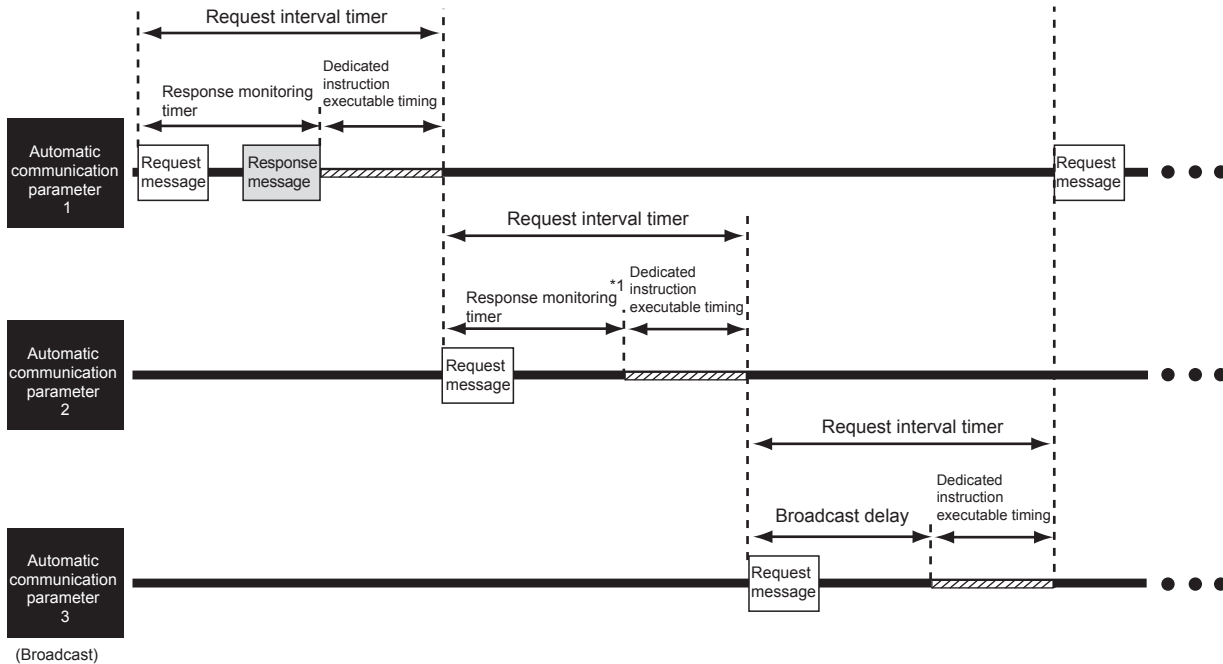 Request interval timer
Dedicated
instruction
executable timing
Response monitoring
timer
Automatic
communication
parameter
1
Request
message
Response
message
Request
message
Request interval timer
*1
Dedicated
instruction
executable timing
Response monitoring
timer
Automatic
communication
parameter
2
Request
message
Request interval timer
Dedicated
instruction
executable timing
Broadcast delay
Automatic
communication
parameter
3
Request
message
(Broadcast)